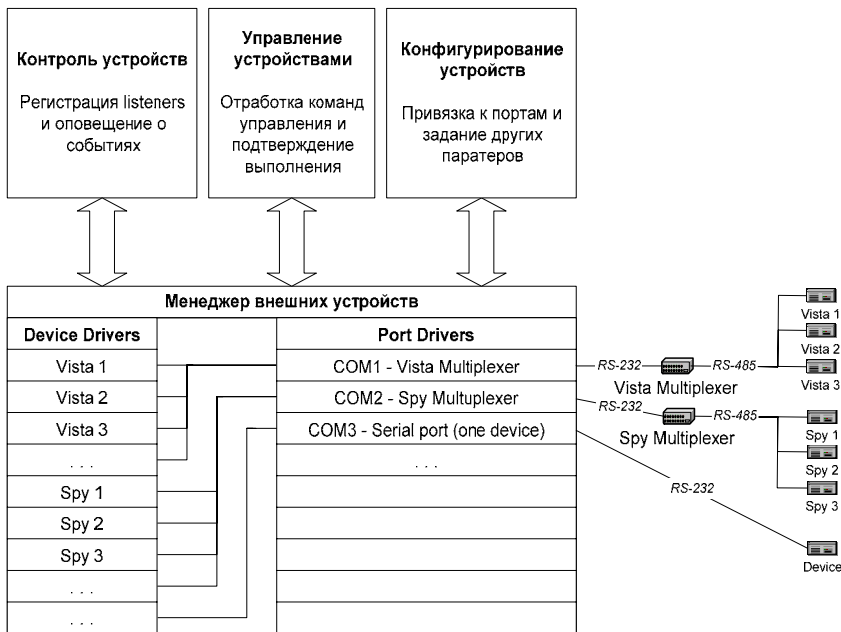 Контроль устройств
Регистрация listeners
и оповещение о
событиях
Управление
устройствами
Отработка команд
управления и
подтверждение
выполнения
Конфигурирование
устройств
Привязка к портам и
задание других
паратеров
Менеджер внешних устройств
Device Drivers
Port Drivers
Vista 1
COM1 - Vista Multiplexer
Vista 2
COM2 - Spy Multuplexer
Vista 3
COM3 - Serial port (one device)
. . .
. . .
Spy 1
Spy 2
Spy 3
. . .
. . .
RS-232
RS-485
Vista Multiplexer
Vista 1
Vista 2
Vista 3
RS-232
RS-485
Spy Multiplexer
Spy 1
Spy 2
Spy 3
RS-232
Device